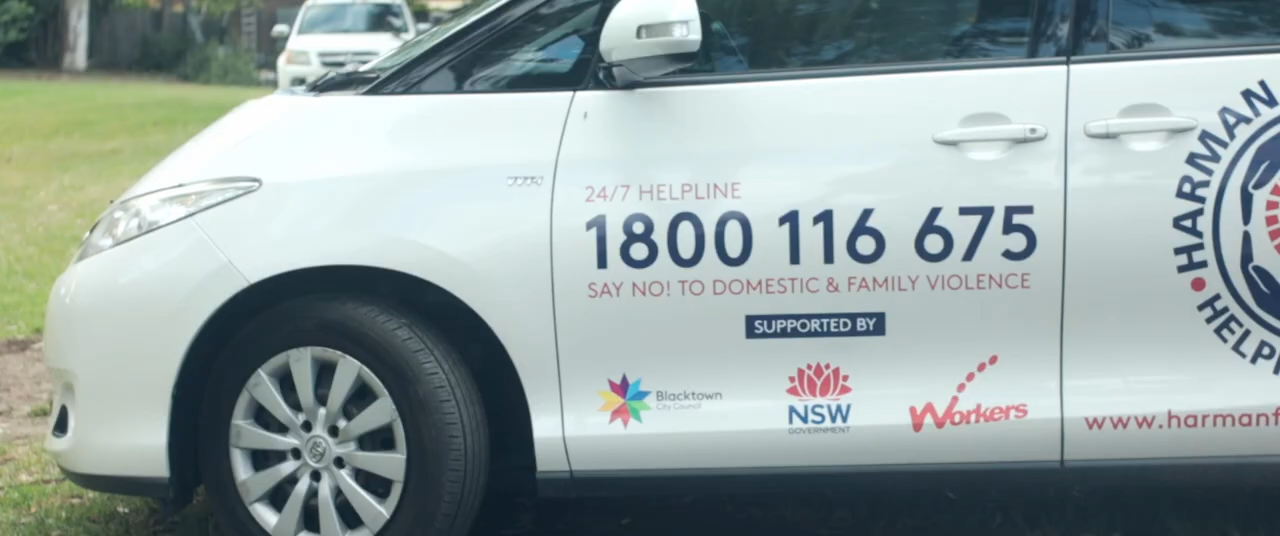 24/7 HELPLINE
1800 116 675
SAY NO! TO DOMESTIC & FAMILY VIOLENCE
SUPPORTED BY
Blacktown
City Council
NSW
GOVERNMENT
Workers
HARMAN
HELP
www.harmanf